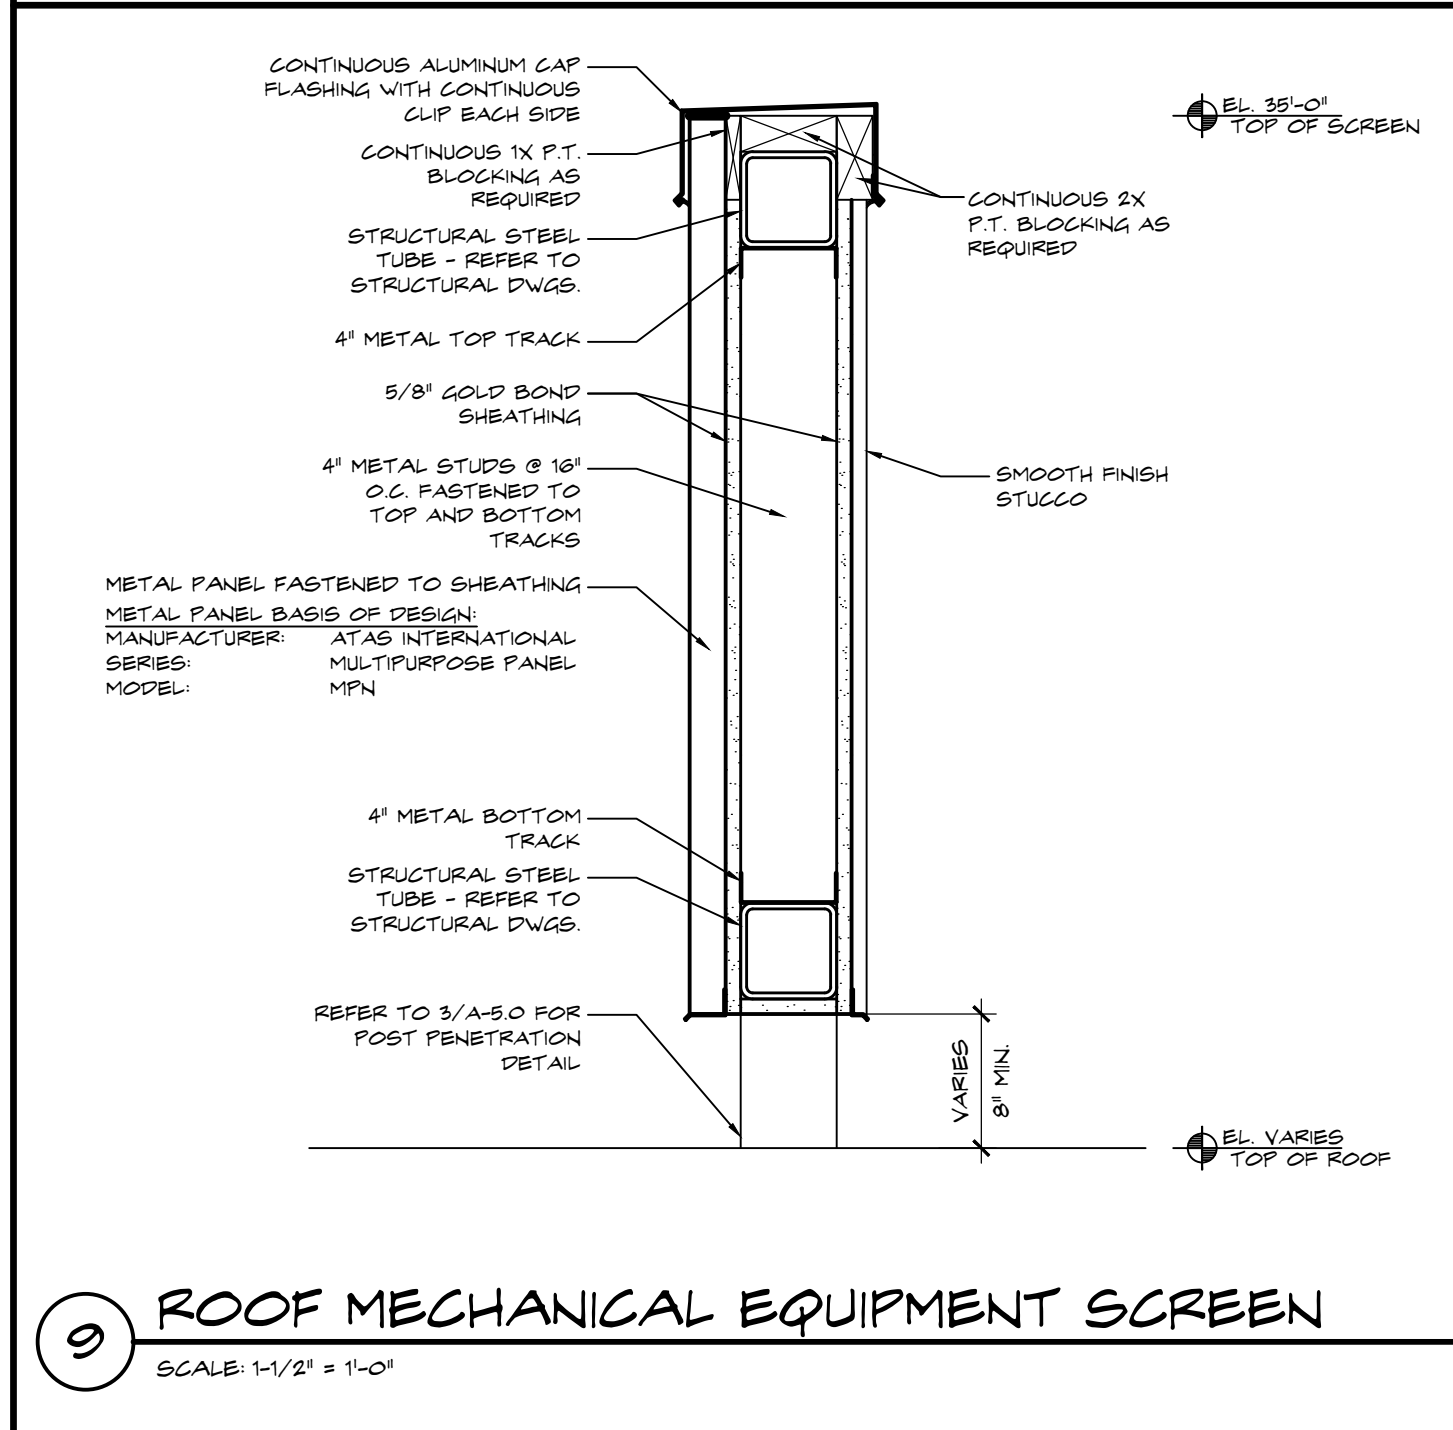 CONTINUOUS ALUMINUM CAP
FLASHING WITH CONTINUOUS
CLIP EACH SIDE
CONTINUOUS 1X P.T.
BLOCKING AS
REQUIRED
STRUCTURAL STEEL
TUBE - REFER TO
STRUCTURAL DWGS.
4" METAL TOP TRACK
5/8" GOLD BOND
SHEATHING
4" METAL STUDS @ 16"
O.C. FASTENED TO
TOP AND BOTTOM
TRACKS
METAL PANEL FASTENED TO SHEATHING
METAL PANEL BASIS OF DESIGN:
MANUFACTURER: ATAS INTERNATIONAL
SERIES: MULTIPURPOSE PANEL
MODEL: MPN
4" METAL BOTTOM
TRACK
STRUCTURAL STEEL
TUBE - REFER TO
STRUCTURAL DWGS.
REFER TO 3/A-5.0 FOR
POST PENETRATION
DETAIL
EL. 35'-0"
TOP OF SCREEN
CONTINUOUS 2X
P.T. BLOCKING AS
REQUIRED
SMOOTH FINISH
STUCCO
VARIES
8" MIN.
EL. VARIES
TOP OF ROOF
9
ROOF MECHANICAL EQUIPMENT SCREEN
SCALE: 1-1/2" = 1'-0"